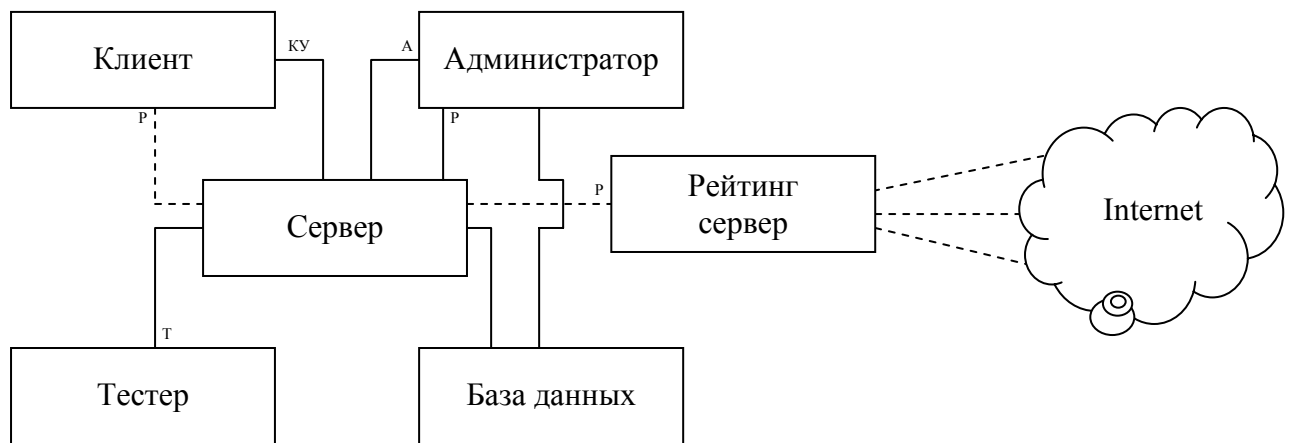 Клиент
КУ
А
Администратор
Р
Р
Р
Рейтинг
сервер
Internet
Сервер
Т
Тестер
База данных